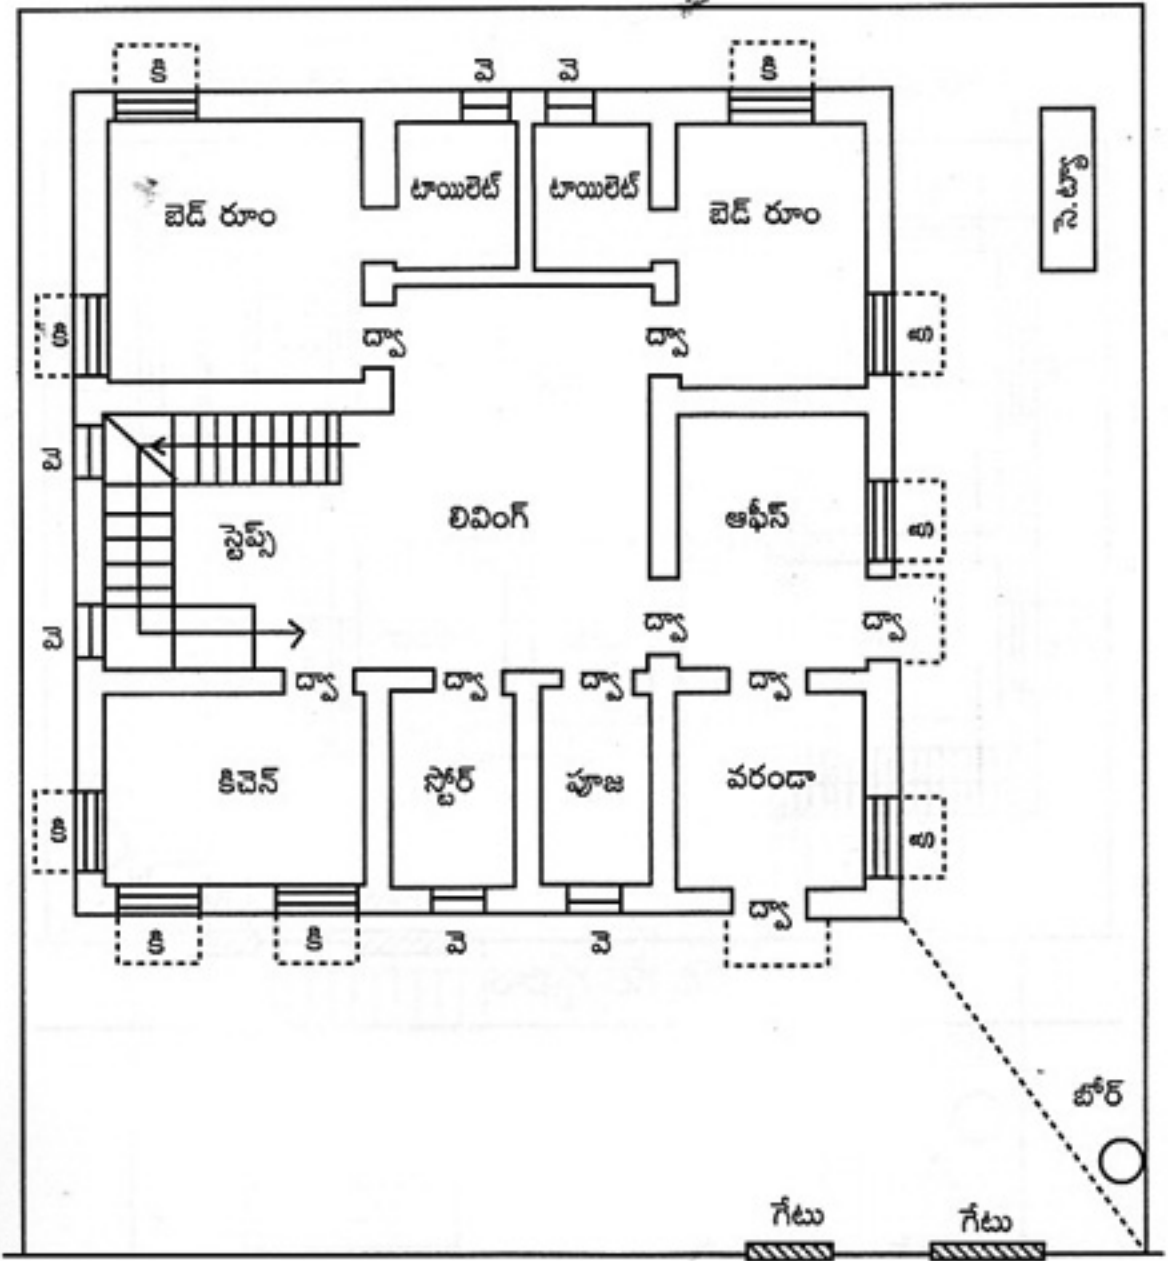 కి
వె
వె
కి
బెడ్ రూం
టాయిలెట్
టాయిలెట్
బెడ్ రూం
సె.ట్యా
కి
ద్వా
ద్వా
కి
వె
స్టెప్స్
లివింగ్
ఆఫీస్
కి
వె
ద్వా
ద్వా
ద్వా
ద్వా
ద్వా
ద్వా
కి
కిచెన్
స్టోర్
పూజ
వరండా
కి
కి
కి
వె
వె
ద్వా
బోర్
గేటు
గేటు